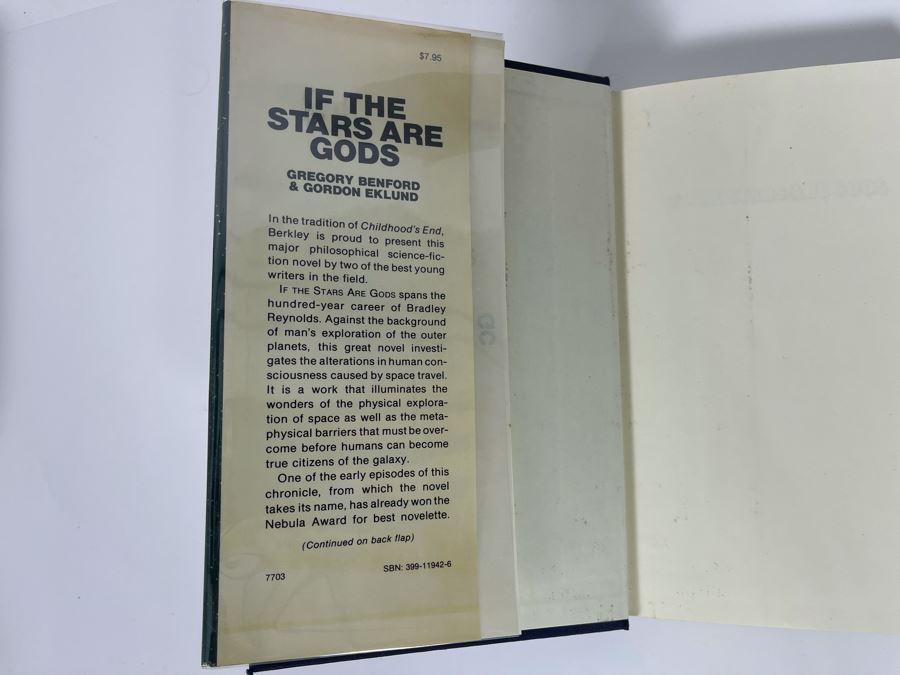 $7.95
IF THE
STARS ARE
GODS
GREGORY BENFORD
& GORDON EKLUND
In the tradition of Childhood's End,
Berkley is proud to present this
major philosophical science-fic-
tion novel by two of the best young
writers in the field.
IF THE STARS ARE GODS spans the
hundred-year career of Bradley
Reynolds. Against the background
of man's exploration of the outer
planets, this great novel investi-
gates the alterations in human con-
sciousness caused by space travel.
It is a work that illuminates the
wonders of the physical explora-
tion of space as well as the meta-
physical barriers that must be over-
come before humans can become
true citizens of the galaxy.
One of the early episodes of this
chronicle, from which the novel
takes its name, has already won the
Nebula Award for best novelette.
(Continued on back flap)
7703
SBN: 399-11942-6